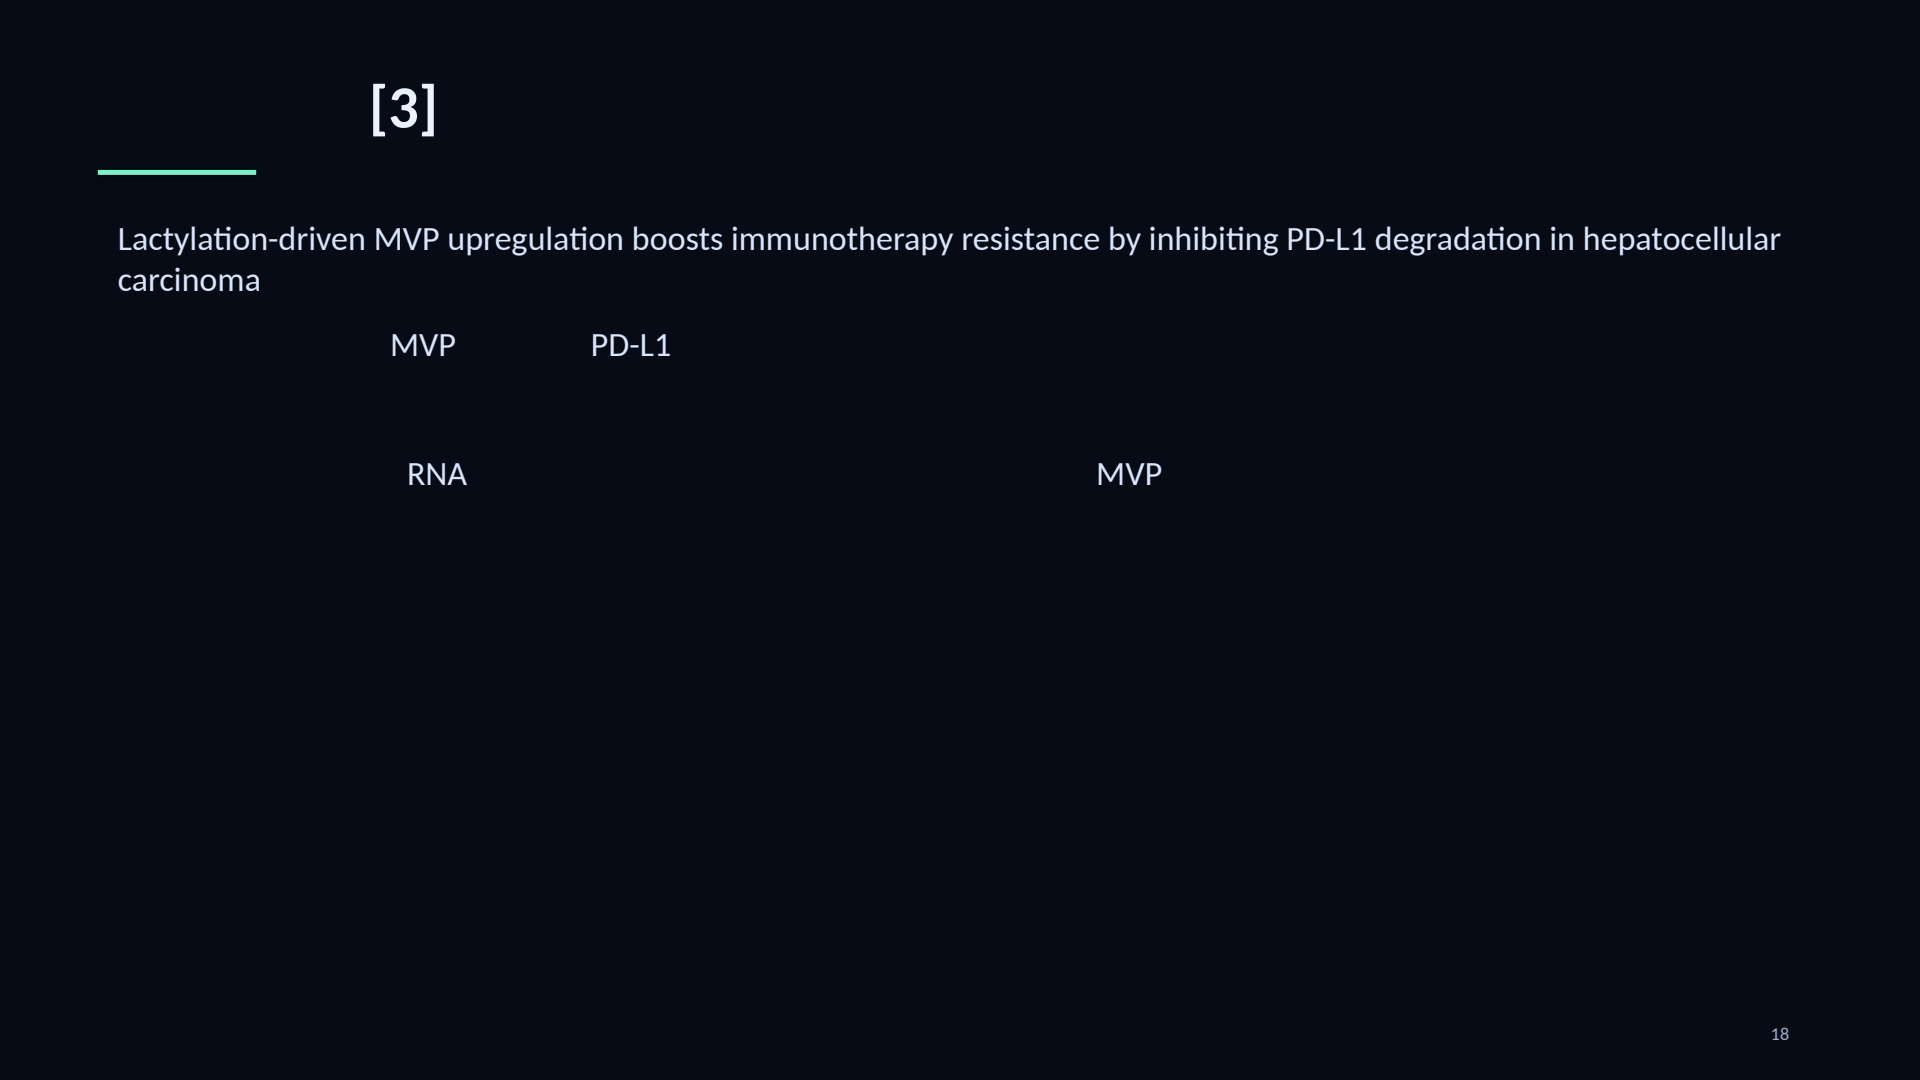 [3]
Lactylation-driven MVP upregulation boosts immunotherapy resistance by inhibiting PD-L1 degradation in hepatocellular
carcinoma
MVP PD-L1
RNA MVP
18